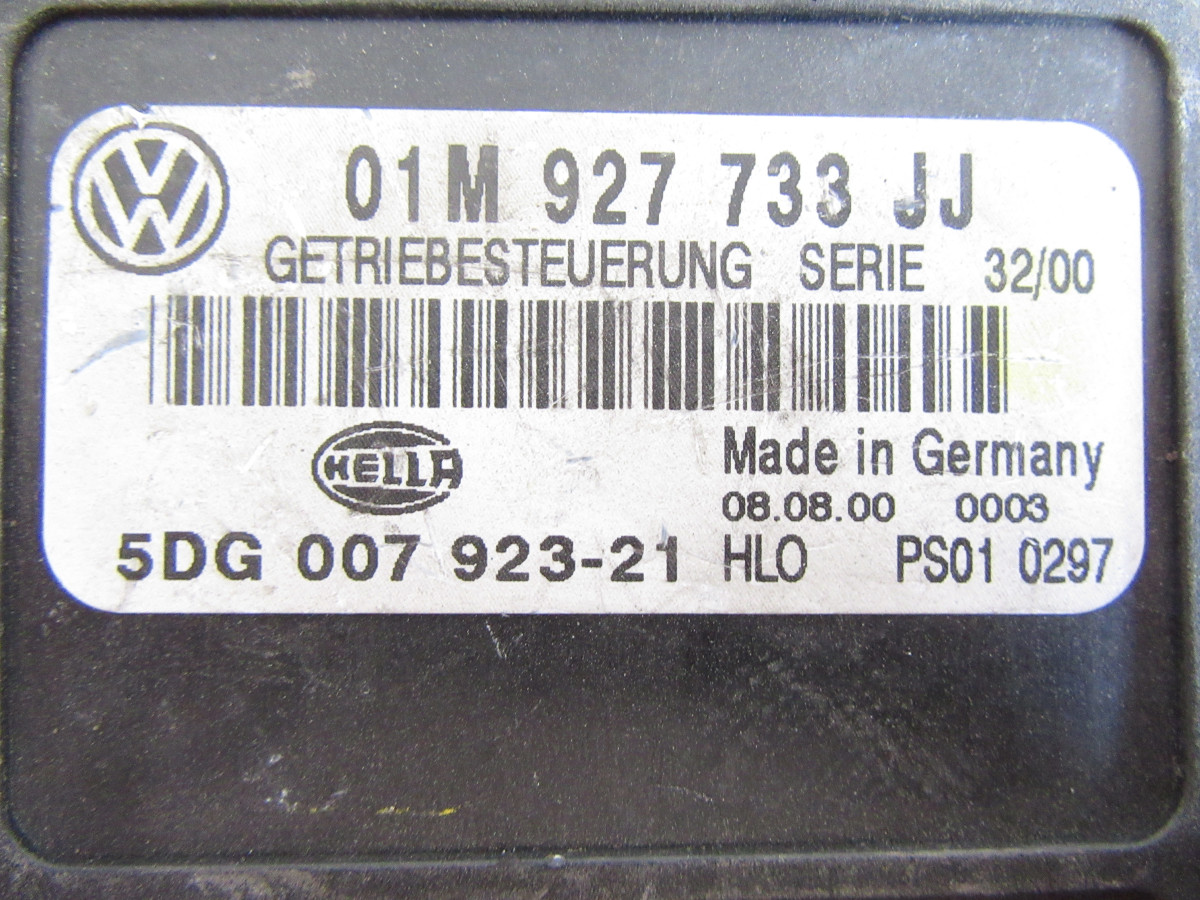 01M 927 733 JJ
GETRIEBESTEUERUNG SERIE 32/00
HELLA
Made in Germany
08.08.00 0003
5DG 007 923-21 HLO PS01 0297